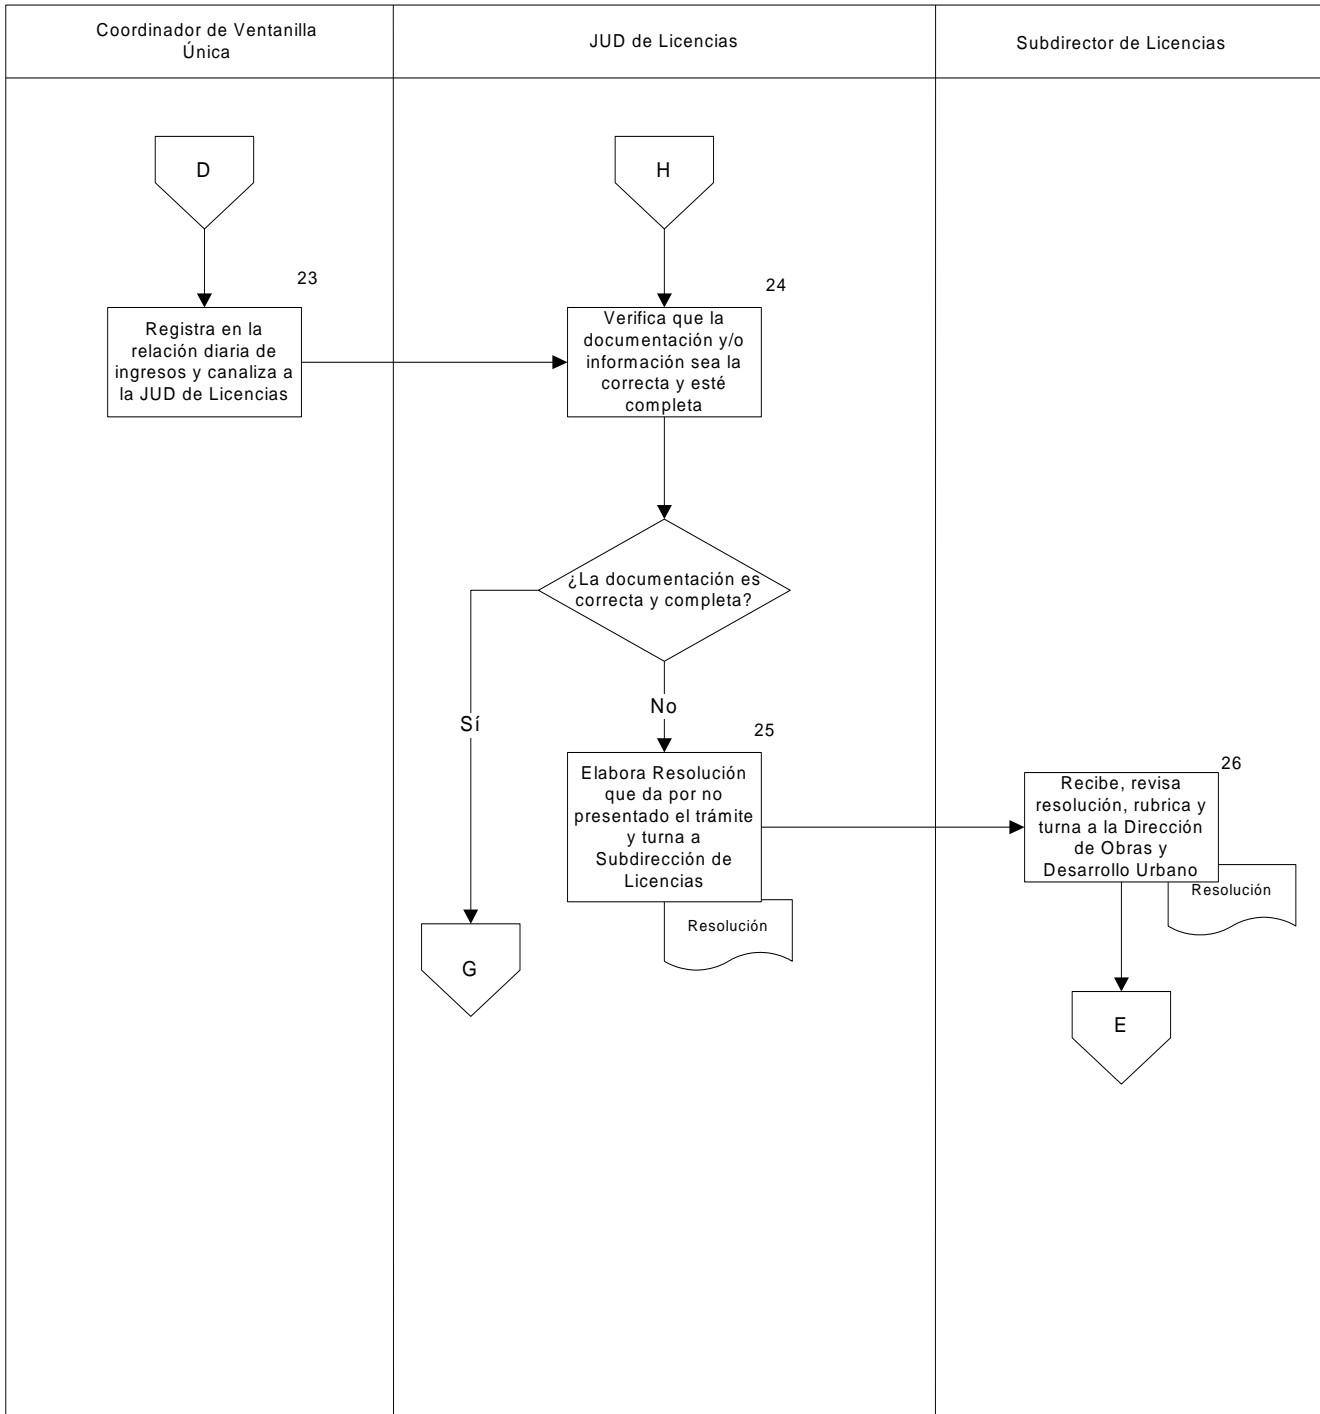 Coordinador de Ventanilla
Única
JUD de Licencias
Subdirector de Licencias
D
H
23
Registra en la
relación diaria de
ingresos y canaliza a
la JUD de Licencias
24
Verifica que la
documentación y/o
información sea la
correcta y esté
completa
¿La documentación es
correcta y completa?
Sí
No
25
Elabora Resolución
que da por no
presentado el trámite
y turna a
Subdirección de
Licencias
Resolución
26
Recibe, revisa
resolución, rubrica y
turna a la Dirección
de Obras y
Desarrollo Urbano
Resolución
G
E